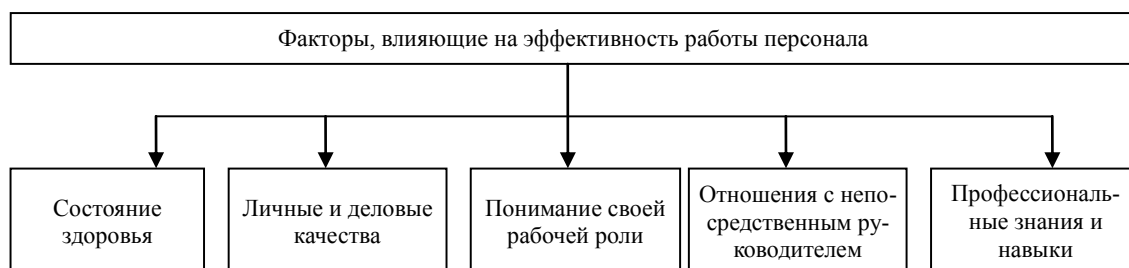 Факторы, влияющие на эффективность работы персонала
Состояние
здоровья
Личные и деловые
качества
Понимание своей
рабочей роли
Отношения с непо-
средственным ру-
ководителем
Профессиональ-
ные знания и
навыки